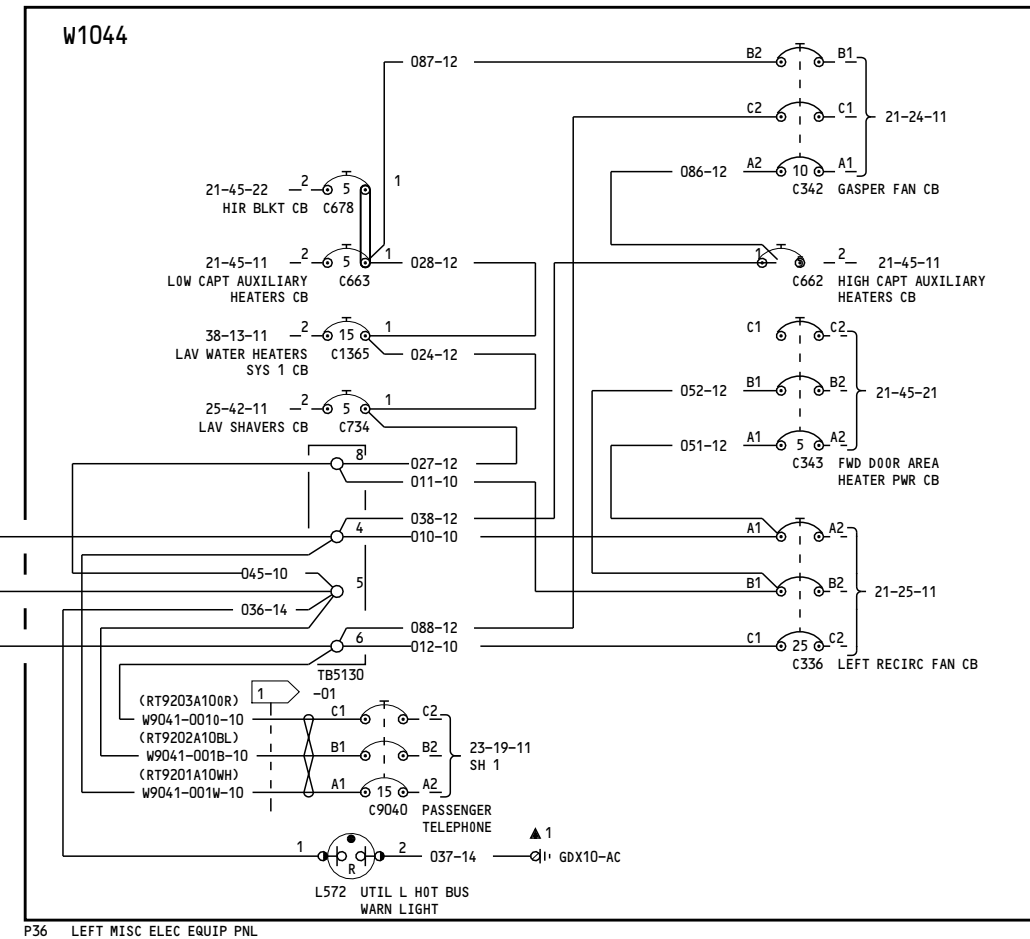 W1044
087-12
B2 B1
C2 C1
21-24-11
086-12 A2 10 A1
C342 GASPER FAN CB
21-45-22 2 5 1
HIR BLKT CB C678
21-45-11 2 5 1 028-12
LOW CAPT AUXILIARY C663
HEATERS CB
1 2 21-45-11
C662 HIGH CAPT AUXILIARY
HEATERS CB
38-13-11 2 15 1
LAV WATER HEATERS C1365 024-12
SYS 1 CB
C1 C2
052-12 B1 B2 21-45-21
25-42-11 2 5 1
LAV SHAVERS CB C734
051-12 A1 5 A2
C343 FWD DOOR AREA
HEATER PWR CB
8 027-12
011-10
038-12
4 010-10 A1 A2
045-10 5
B1 B2 21-25-11
036-14
088-12
6 012-10 C1 25 C2
C336 LEFT RECIRC FAN CB
TB5130
1 -01
(RT9203A100R)
W9041-0010-10 C1 C2
(RT9202A10BL)
W9041-001B-10 B1 B2 23-19-11
SH 1
(RT9201A10WH)
W9041-001W-10 A1 15 A2
C9040 PASSENGER
TELEPHONE
1
1 R 2 037-14 GDX10-AC
L572 UTIL L HOT BUS
WARN LIGHT
P36 LEFT MISC ELEC EQUIP PNL